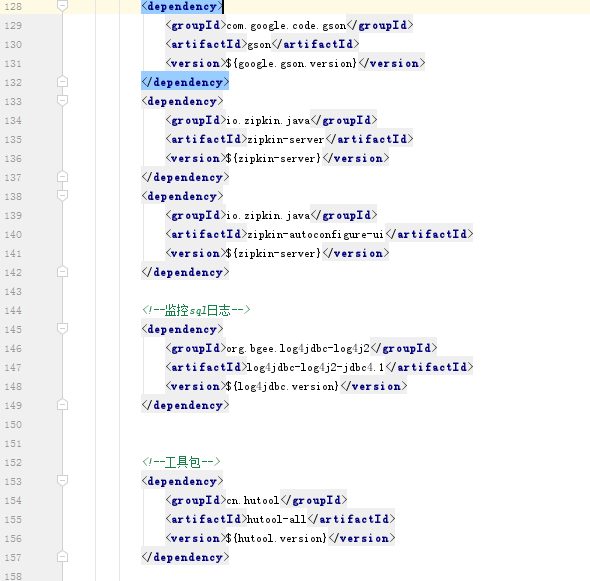 128 <dependency>
129 <groupId>com.google.code.gson</groupId>
130 <artifactId>gson</artifactId>
131 <version>${google.gson.version}</version>
132 </dependency>
133 <dependency>
134 <groupId>io.zipkin.java</groupId>
135 <artifactId>zipkin-server</artifactId>
136 <version>${zipkin-server}</version>
137 </dependency>
138 <dependency>
139 <groupId>io.zipkin.java</groupId>
140 <artifactId>zipkin-autoconfigure-ui</artifactId>
141 <version>${zipkin-server}</version>
142 </dependency>
143
144 <!--监控sql日志-->
145 <dependency>
146 <groupId>org.bgee.log4jdbc-log4j2</groupId>
147 <artifactId>log4jdbc-log4j2-jdbc4.1</artifactId>
148 <version>${log4jdbc.version}</version>
149 </dependency>
150
151
152 <!--工具包-->
153 <dependency>
154 <groupId>cn.hutool</groupId>
155 <artifactId>hutool-all</artifactId>
156 <version>${hutool.version}</version>
157 </dependency>
158